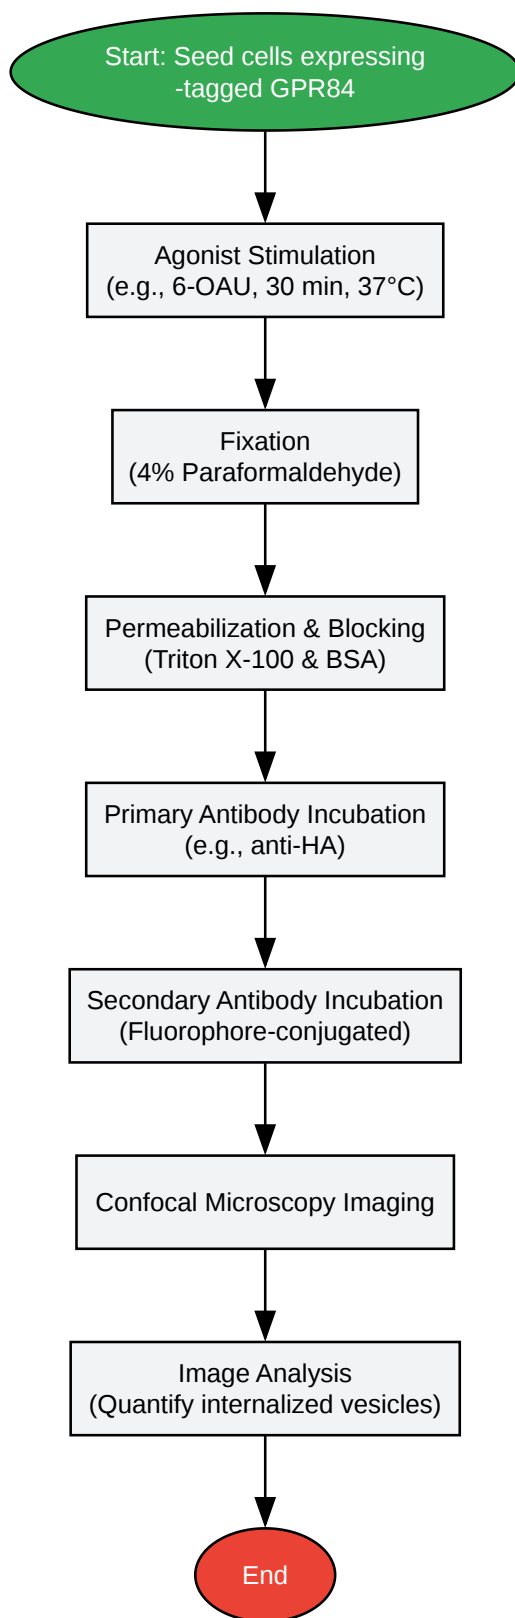 Start: Seed cells expressing
-tagged GPR84
Agonist Stimulation
(e.g., 6-OAU, 30 min, 37°C)
Fixation
(4% Paraformaldehyde)
Permeabilization & Blocking
(Triton X-100 & BSA)
Primary Antibody Incubation
(e.g., anti-HA)
Secondary Antibody Incubation
(Fluorophore-conjugated)
Confocal Microscopy Imaging
Image Analysis
(Quantify internalized vesicles)
End